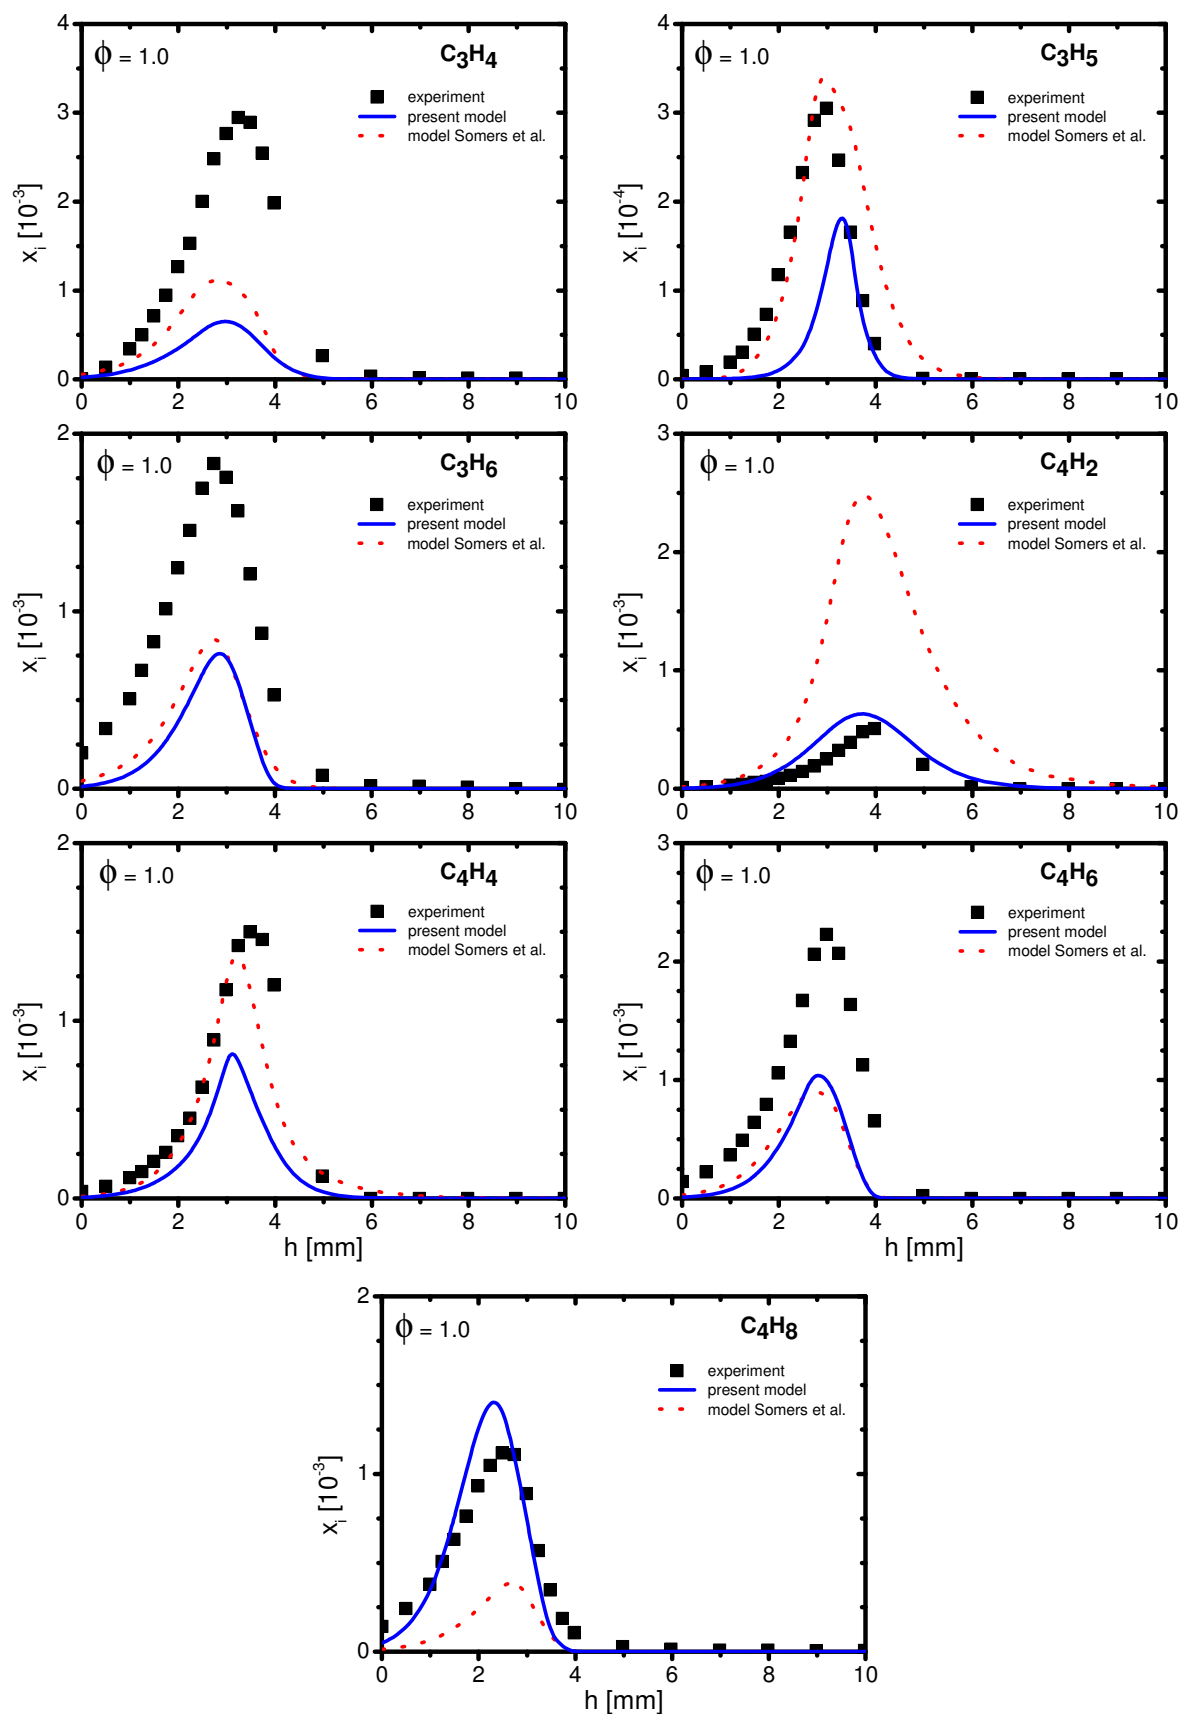 4
ϕ = 1.0
C3H4
experiment
present model
model Somers et al.
3
2
1
0
xi [10-3]
0 2 4 6 8 10
4
ϕ = 1.0
C3H5
experiment
present model
model Somers et al.
3
2
1
0
xi [10-4]
0 2 4 6 8 10
2
ϕ = 1.0
C3H6
experiment
present model
model Somers et al.
1
0
xi [10-3]
0 2 4 6 8 10
3
ϕ = 1.0
C4H2
experiment
present model
model Somers et al.
2
1
0
xi [10-3]
0 2 4 6 8 10
2
ϕ = 1.0
C4H4
experiment
present model
model Somers et al.
1
0
xi [10-3]
0 2 4 6 8 10
h [mm]
3
ϕ = 1.0
C4H6
experiment
present model
model Somers et al.
2
1
0
xi [10-3]
0 2 4 6 8 10
h [mm]
2
ϕ = 1.0
C4H8
experiment
present model
model Somers et al.
1
0
xi [10-3]
0 2 4 6 8 10
h [mm]